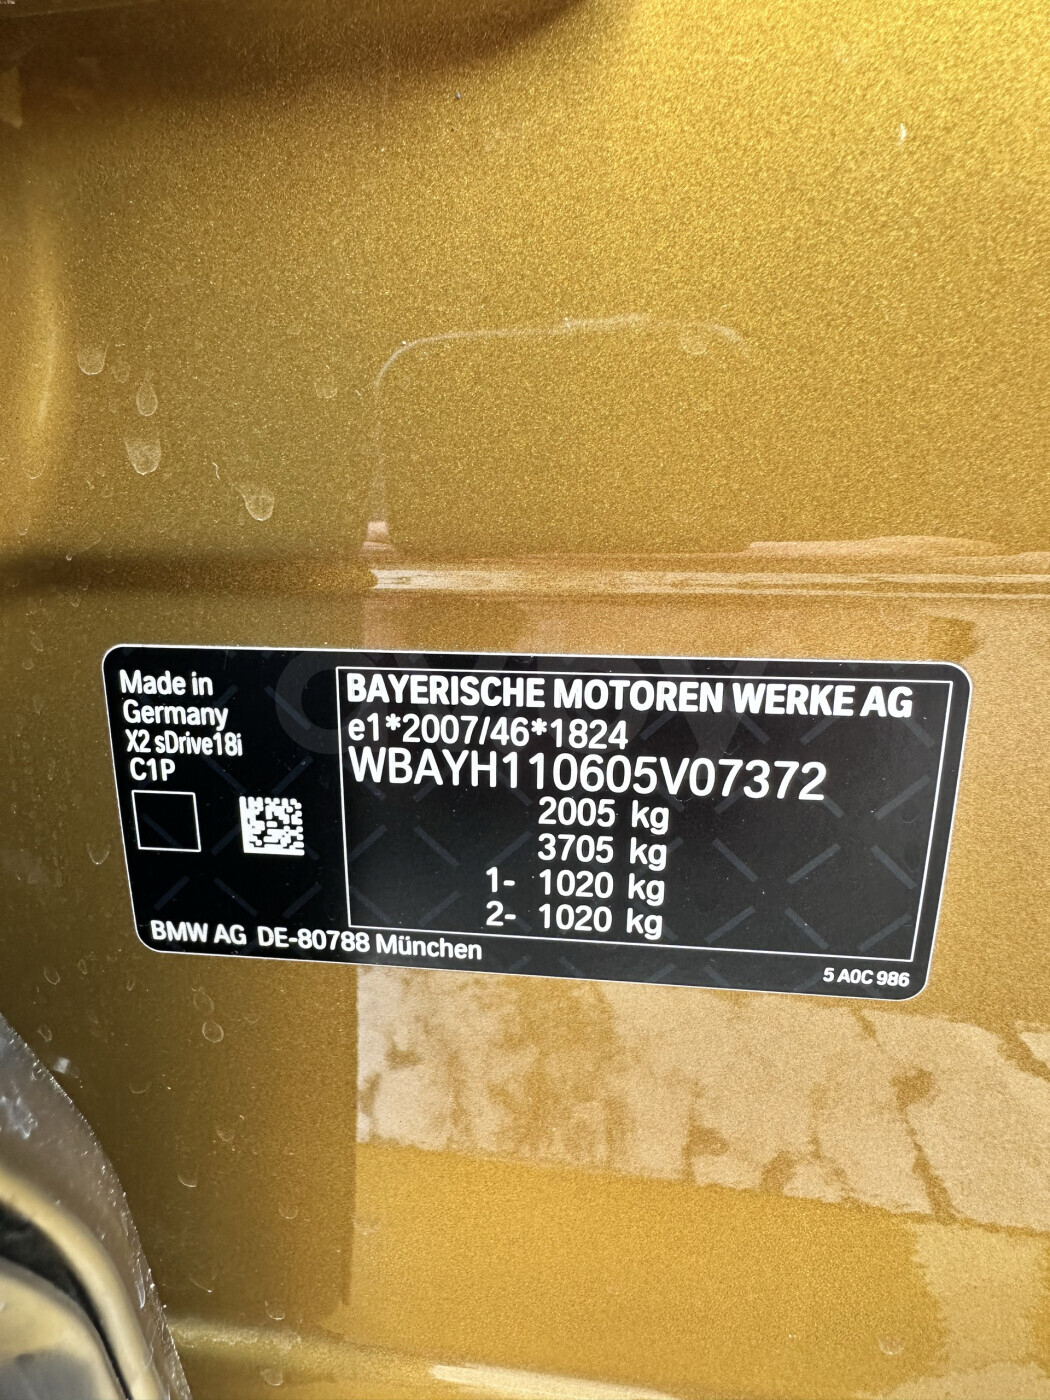 Made in
Germany
X2 sDrive18i
C1P
BAYERISCHE MOTOREN WERKE AG
e1*2007/46*1824
WBAYH110605V07372
2005 kg
3705 kg
1- 1020 kg
2- 1020 kg
BMW AG DE-80788 München
5 A0C 986